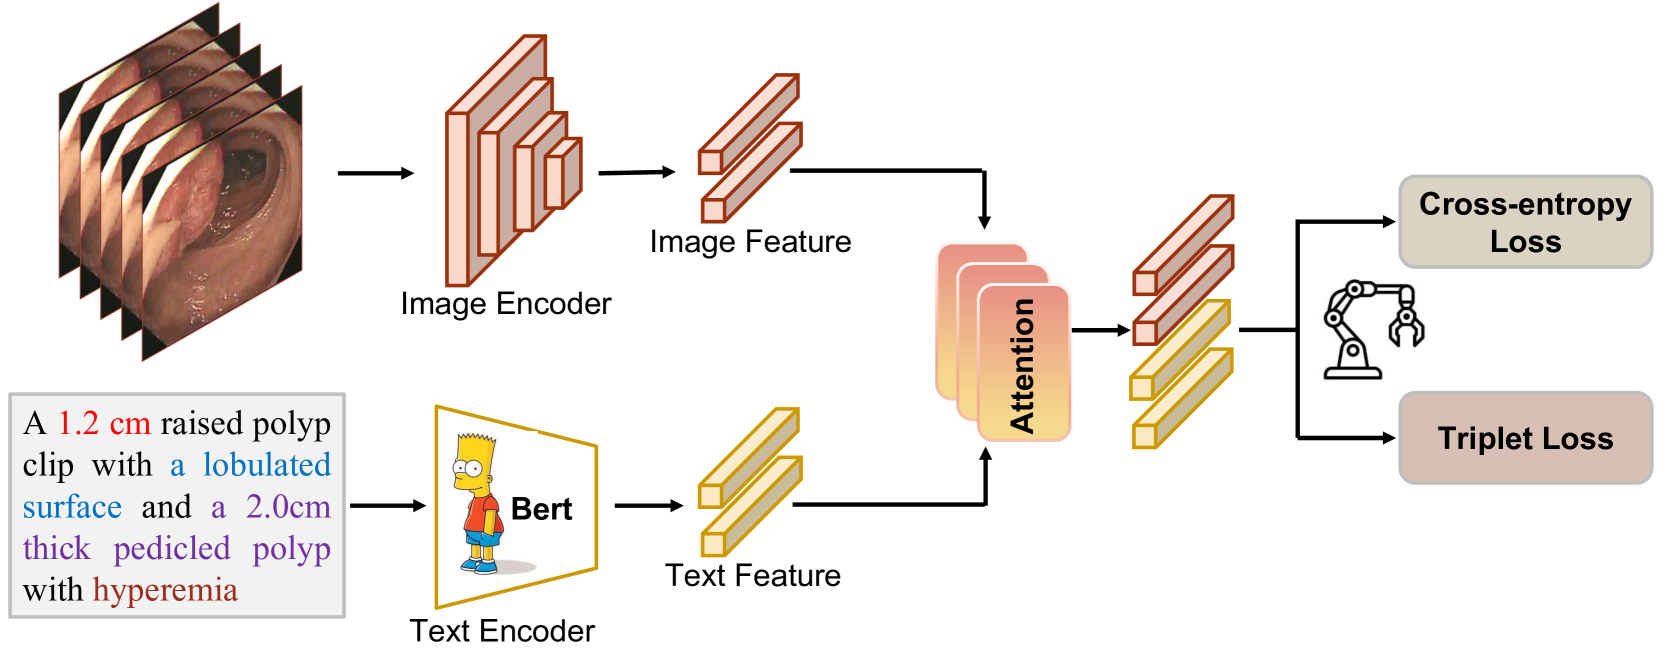 Image Encoder
Image Feature
A 1.2 cm raised polyp
clip with a lobulated
surface and a 2.0cm
thick pedicled polyp
with hyperemia
Bert
Text Encoder
Text Feature
Attention
Cross-entropy
Loss
Triplet Loss